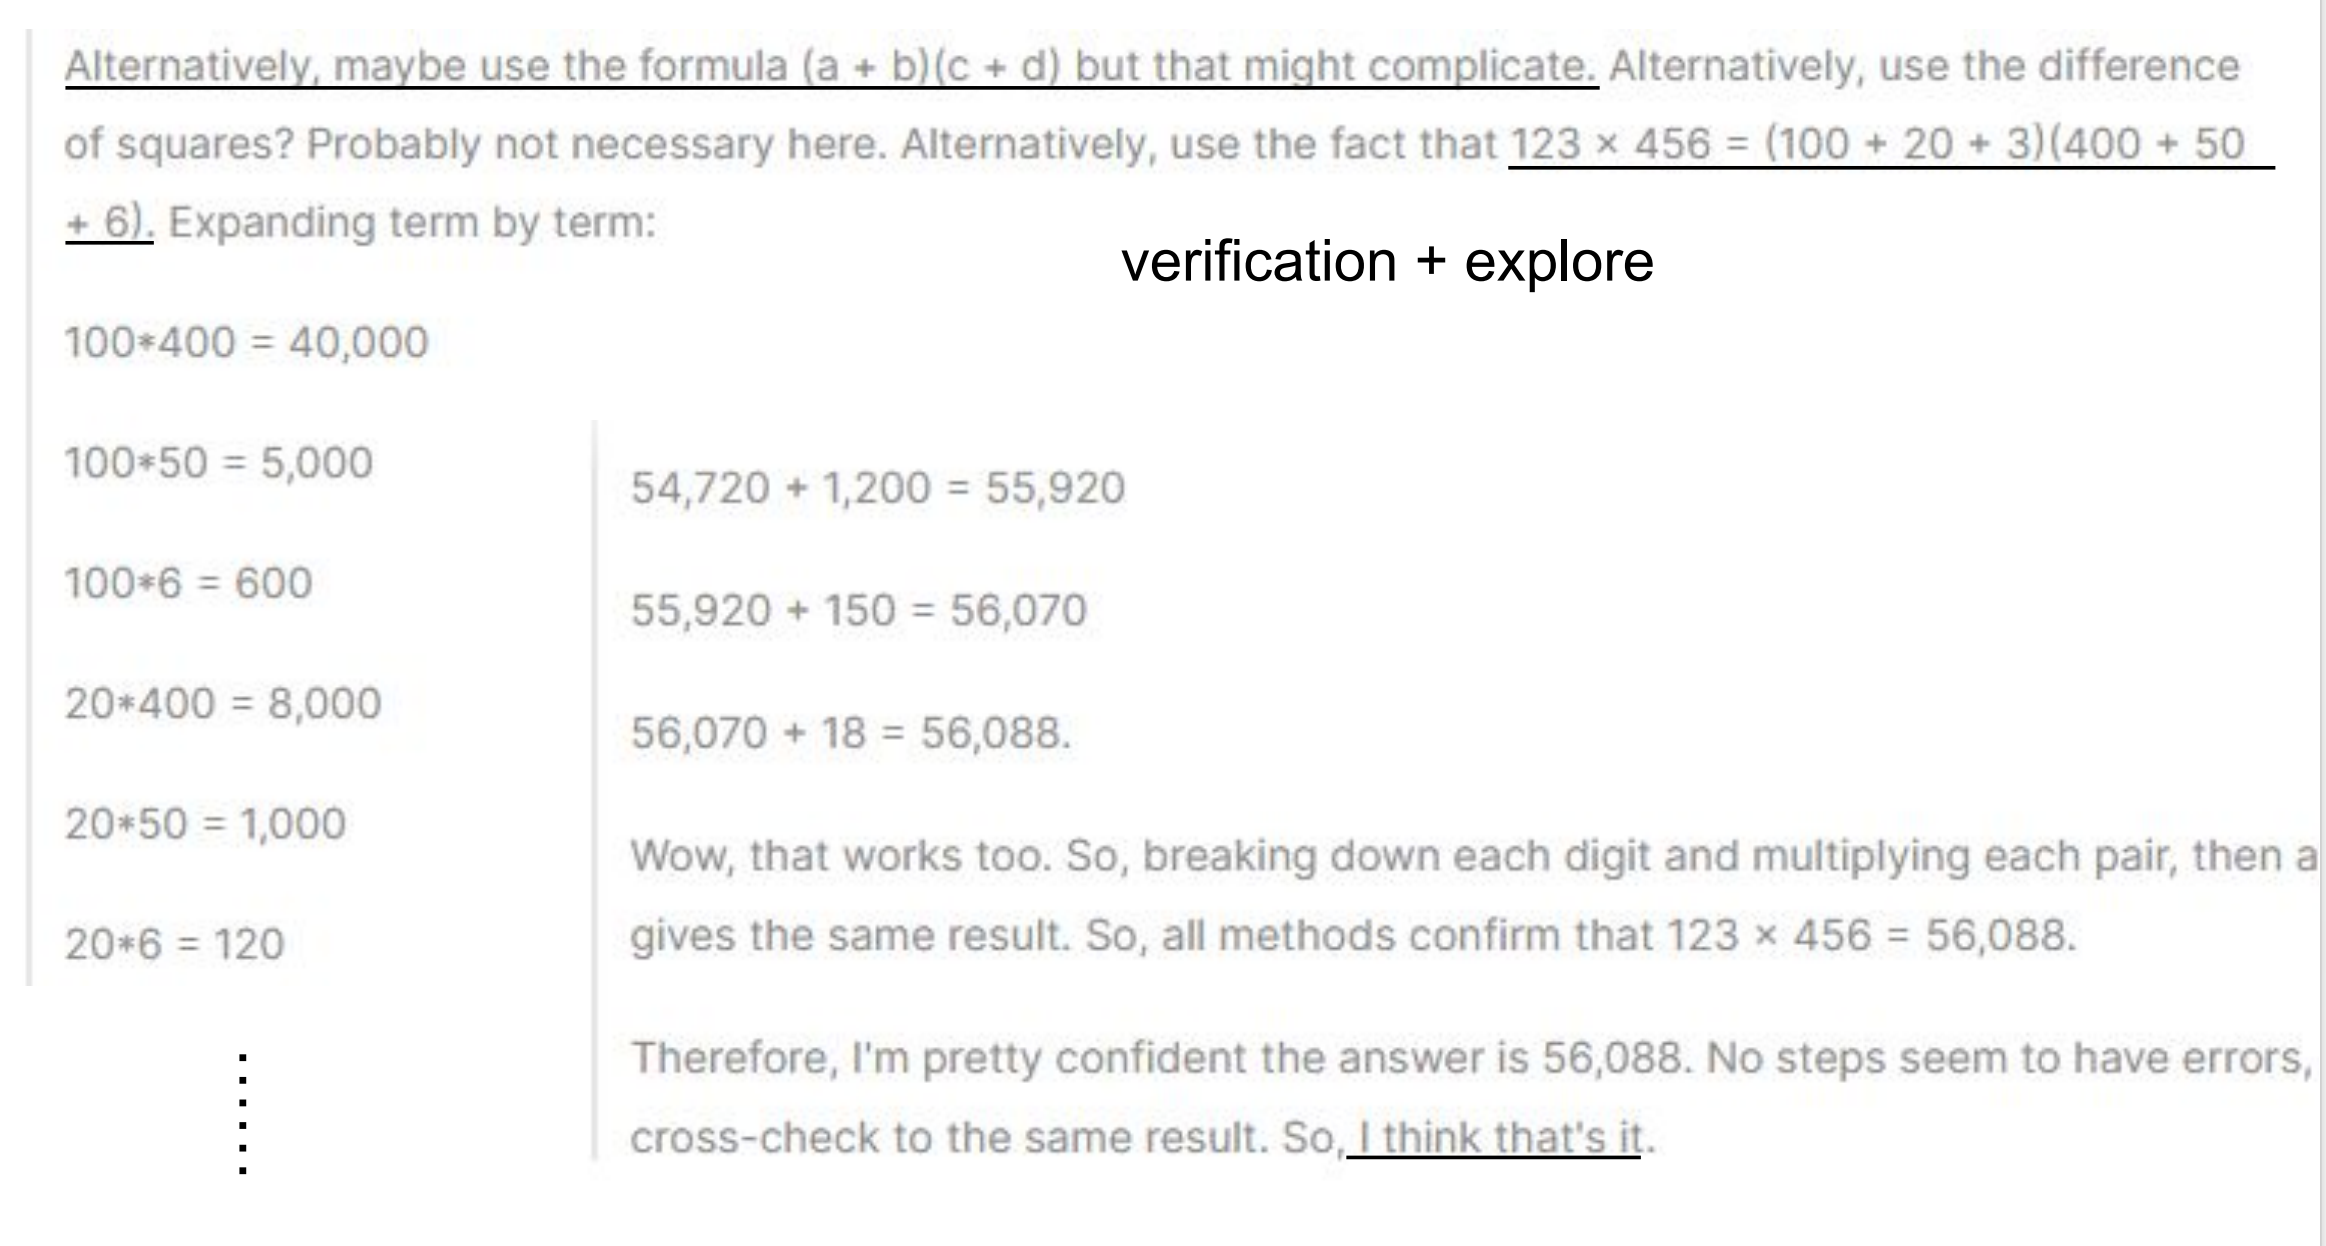 Alternatively, maybe use the formula (a + b)(c + d) but that might complicate. Alternatively, use the difference
of squares? Probably not necessary here. Alternatively, use the fact that 123 × 456 = (100 + 20 + 3)(400 + 50
+ 6). Expanding term by term:
verification + explore
100*400 = 40,000
100*50 = 5,000
100*6 = 600
20*400 = 8,000
20*50 = 1,000
20*6 = 120
54,720 + 1,200 = 55,920
55,920 + 150 = 56,070
56,070 + 18 = 56,088.
Wow, that works too. So, breaking down each digit and multiplying each pair, then a
gives the same result. So, all methods confirm that 123 × 456 = 56,088.
Therefore, I'm pretty confident the answer is 56,088. No steps seem to have errors,
cross-check to the same result. So, I think that's it.